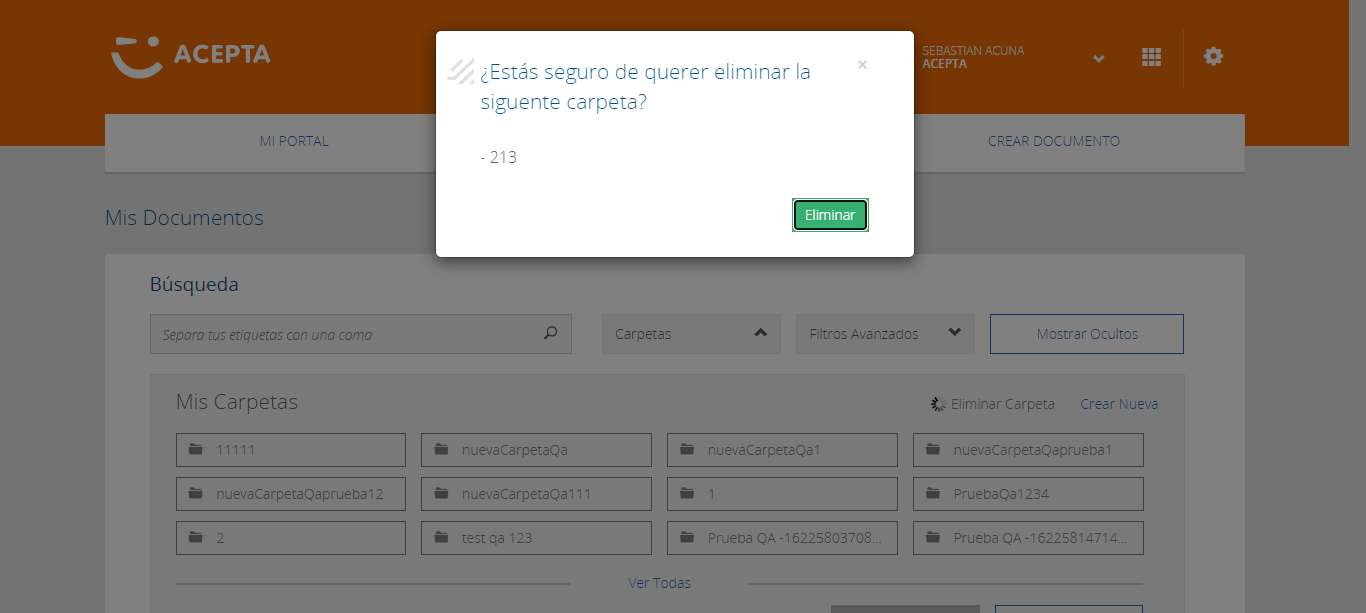 ACEPTA
SEBASTIAN ACUNA
ACEPTA
¿Estás seguro de querer eliminar la
siguente carpeta?
×
- 213
Eliminar
MI PORTAL
CREAR DOCUMENTO
Mis Documentos
Búsqueda
Separa tus etiquetas con una coma
Carpetas
Filtros Avanzados
Mostrar Ocultos
Mis Carpetas
Eliminar Carpeta
Crear Nueva
11111
nuevaCarpetaQa
nuevaCarpetaQa1
nuevaCarpetaQaprueba1
nuevaCarpetaQaprueba12
nuevaCarpetaQa111
1
PruebaQa1234
2
test qa 123
Prueba QA -16225803708...
Prueba QA -16225814714...
Ver Todas